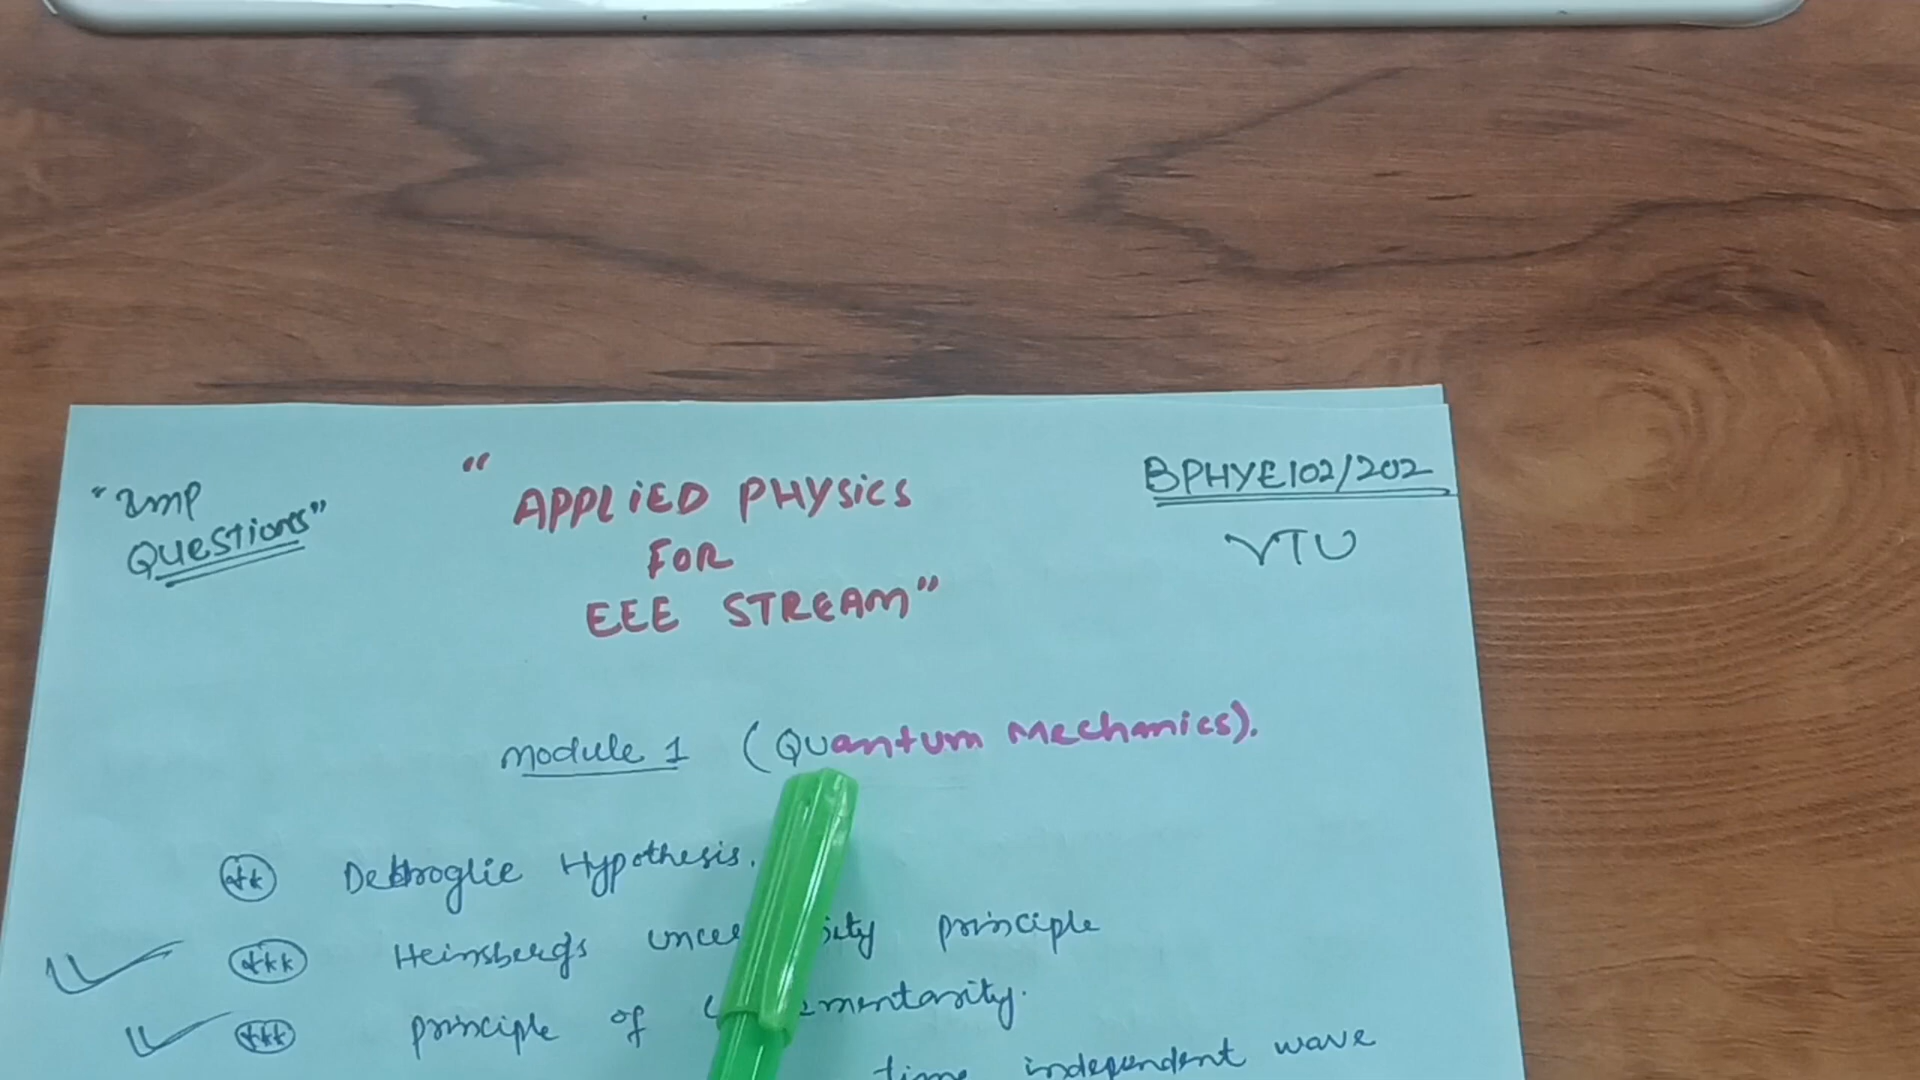 "Imp
Questions"
"
APPLiED PHYsics
FOR
EEE STREAM"
BPHYE102/202
VTU
Module 1 (Quantum Mechanics).
** Debroglie Hypothesis.
*** Heinsbergs principle
*** principle of
time independent wave